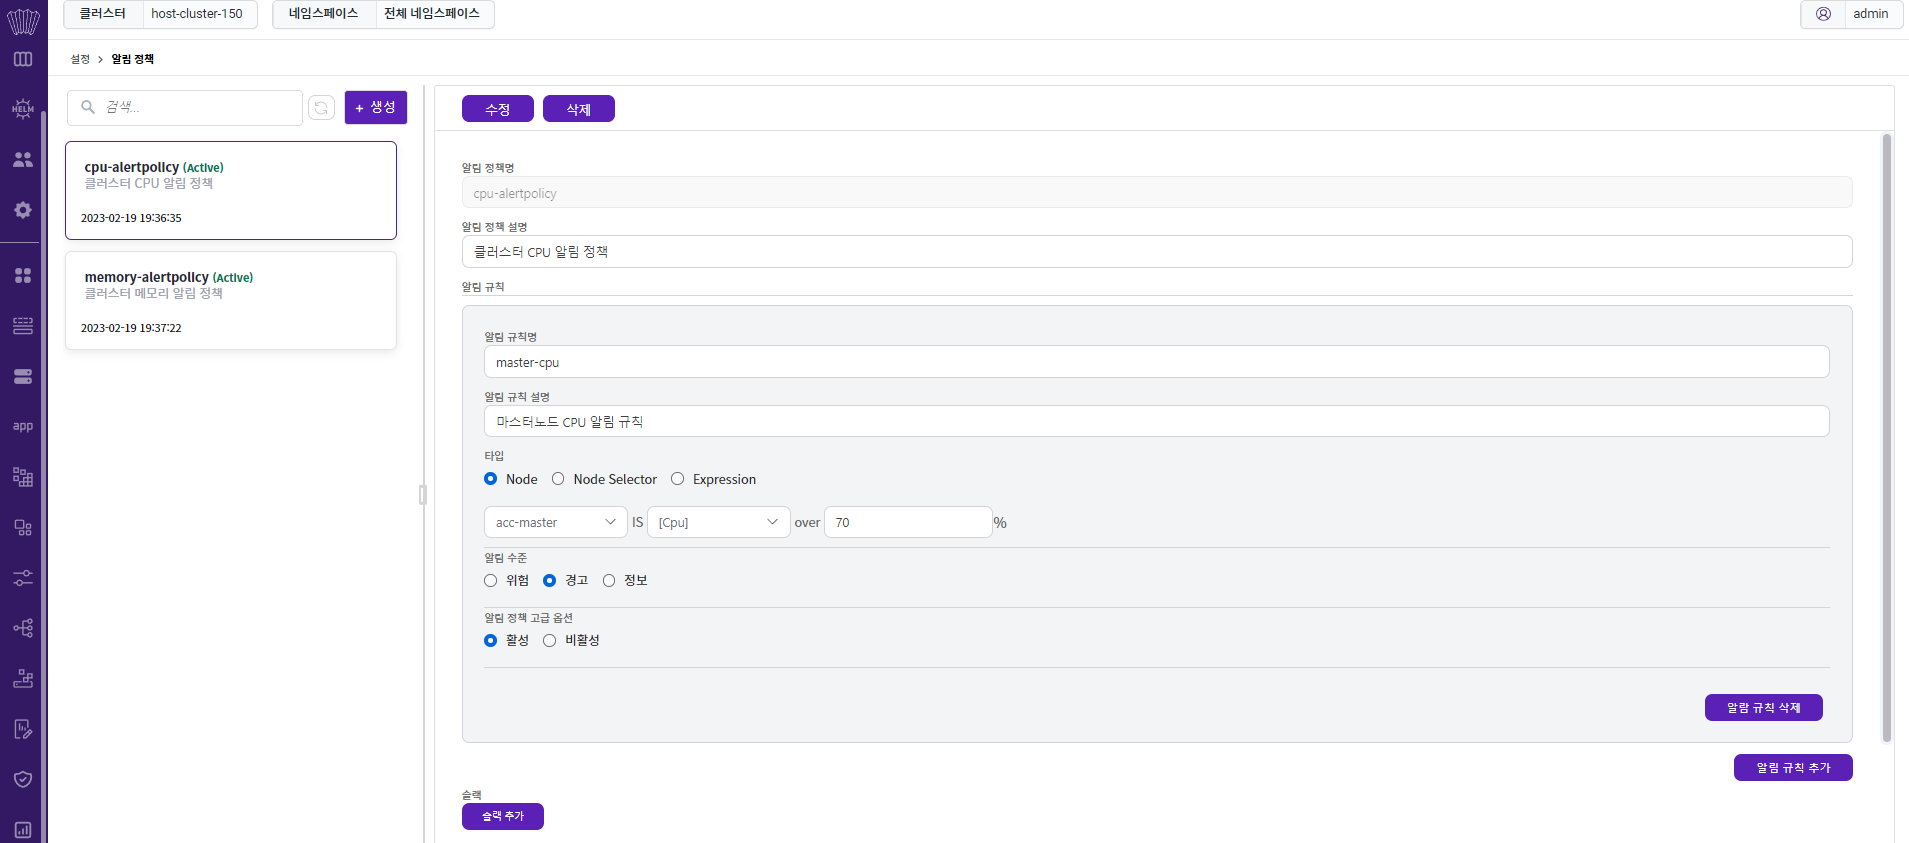 클러스터 host-cluster-150 네임스페이스 전체 네임스페이스 admin
설정 > 알림 정책
HELM
app
검색...
+ 생성
cpu-alertpolicy (Active)
클러스터 CPU 알림 정책
2023-02-19 19:36:35
memory-alertpolicy (Active)
클러스터 메모리 알림 정책
2023-02-19 19:37:22
수정 삭제
알림 정책명
cpu-alertpolicy
알림 정책 설명
클러스터 CPU 알림 정책
알림 규칙
알림 규칙명
master-cpu
알림 규칙 설명
마스터노드 CPU 알림 규칙
타입
Node Node Selector Expression
acc-master IS [Cpu] over 70 %
알림 수준
위험 경고 정보
알림 정책 고급 옵션
활성 비활성
알람 규칙 삭제
알림 규칙 추가
슬랙
슬랙 추가